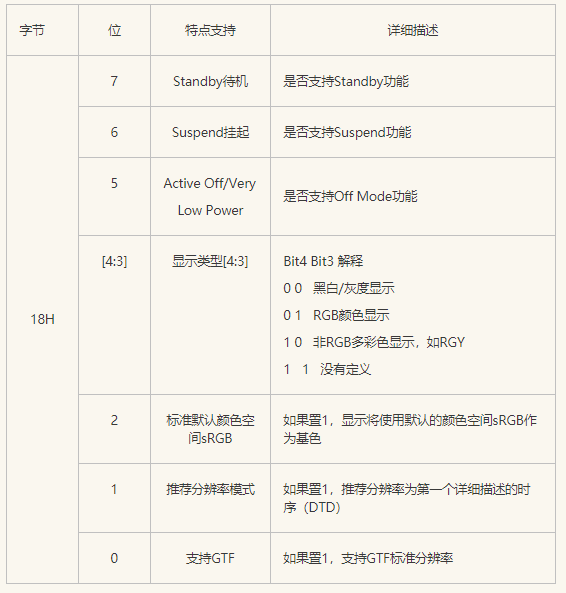 字节 位 特点支持 详细描述
18H
7 Standby待机 是否支持Standby功能
6 Suspend挂起 是否支持Suspend功能
5 Active Off/Very
Low Power
是否支持Off Mode功能
[4:3] 显示类型[4:3] Bit4 Bit3 解释
0 0 黑白/灰度显示
0 1 RGB颜色显示
1 0 非RGB多彩色显示，如RGY
1 1 没有定义
2 标准默认颜色空
间sRGB
如果置1，显示将使用默认的颜色空间sRGB作
为基色
1 推荐分辨率模式 如果置1，推荐分辨率为第一个详细描述的时
序（DTD）
0 支持GTF 如果置1，支持GTF标准分辨率